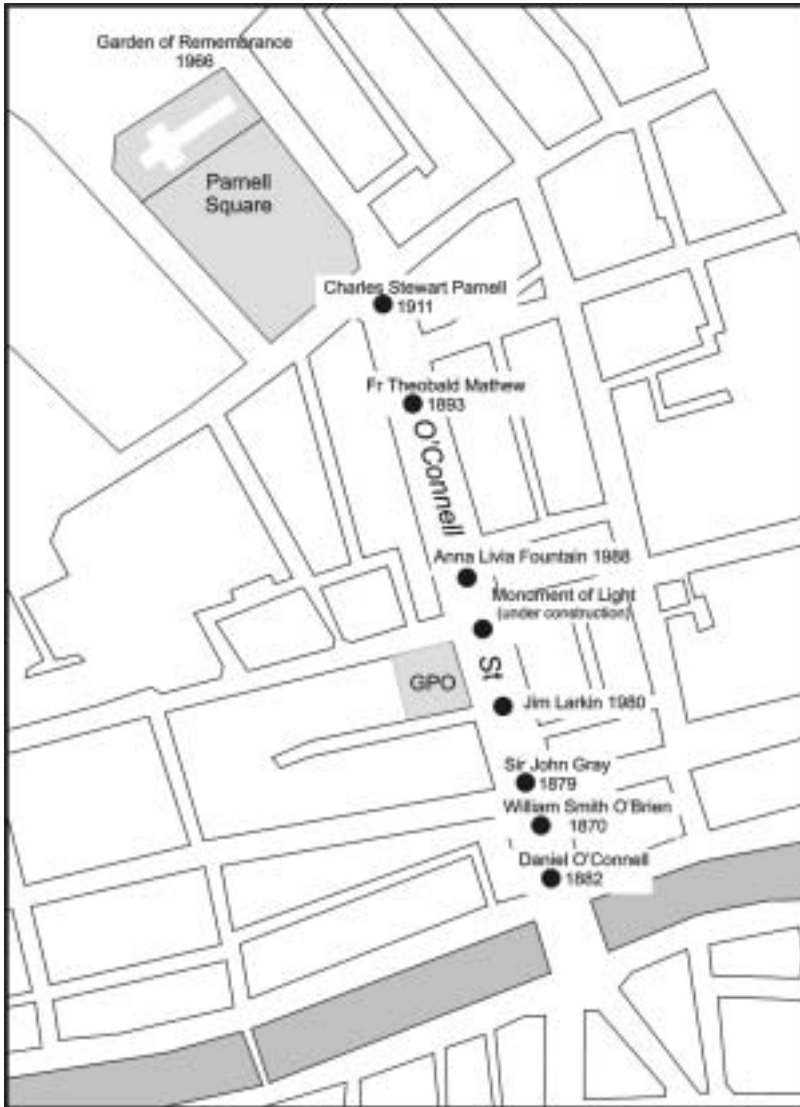 Garden of Remembrance
1966
Parnell
Square
Charles Stewart Parnell
1911
Fr Theobald Mathew
1893
O'Connell
Anna Livia Fountain 1988
Monument of Light
(under construction)
St
GPO
Jim Larkin 1980
Sir John Gray
1879
William Smith O'Brien
1870
Daniel O'Connell
1882